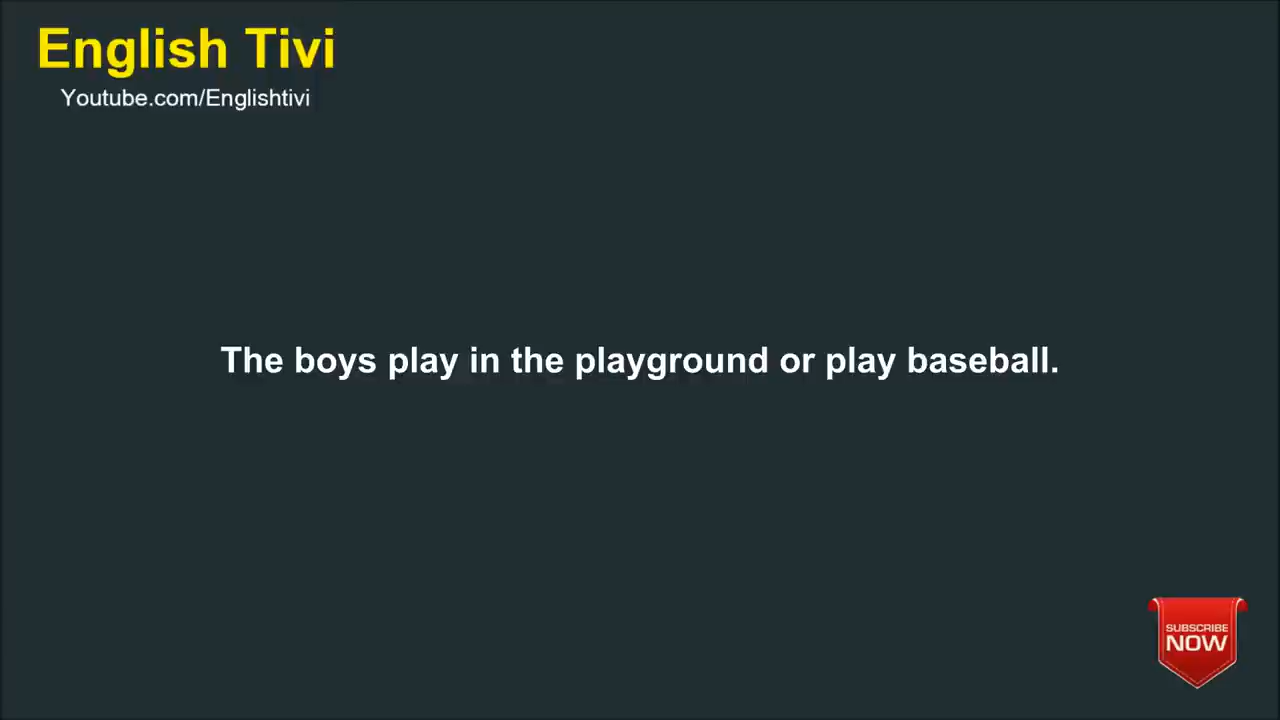 English Tivi
Youtube.com/Englishtivi
The boys play in the playground or play baseball.
SUBSCRIBE
NOW